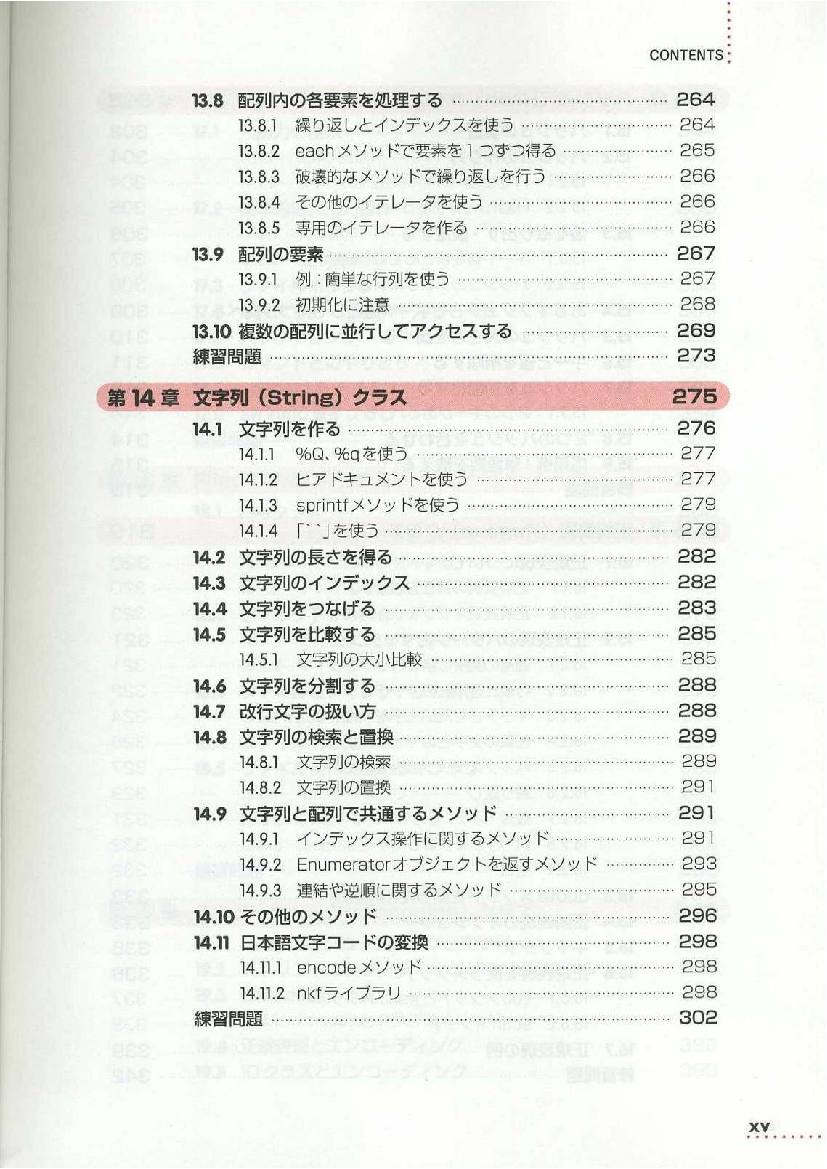 CONTENTS
13.8 配列内の各要素を処理する 264
13.8.1 繰り返しとインデックスを使う 264
13.8.2 eachメソッドで要素を1つずつ得る 265
13.8.3 破壊的なメソッドで繰り返しを行う 266
13.8.4 その他のイテレータを使う 266
13.8.5 専用のイテレータを作る 266
13.9 配列の要素 267
13.9.1 例：簡単な行列を使う 267
13.9.2 初期化に注意 268
13.10 複数の配列に並行してアクセスする 269
練習問題 273
第14章 文字列（String）クラス 275
14.1 文字列を作る 276
14.1.1 %Q、%qを使う 277
14.1.2 ヒアドキュメントを使う 277
14.1.3 sprintfメソッドを使う 279
14.1.4 「``」を使う 279
14.2 文字列の長さを得る 282
14.3 文字列のインデックス 282
14.4 文字列をつなげる 283
14.5 文字列を比較する 285
14.5.1 文字列の大小比較 285
14.6 文字列を分割する 288
14.7 改行文字の扱い方 288
14.8 文字列の検索と置換 289
14.8.1 文字列の検索 289
14.8.2 文字列の置換 291
14.9 文字列と配列で共通するメソッド 291
14.9.1 インデックス操作に関するメソッド 291
14.9.2 Enumeratorオブジェクトを返すメソッド 293
14.9.3 連結や逆順に関するメソッド 295
14.10 その他のメソッド 296
14.11 日本語文字コードの変換 298
14.11.1 encodeメソッド 298
14.11.2 nkfライブラリ 298
練習問題 302
xv